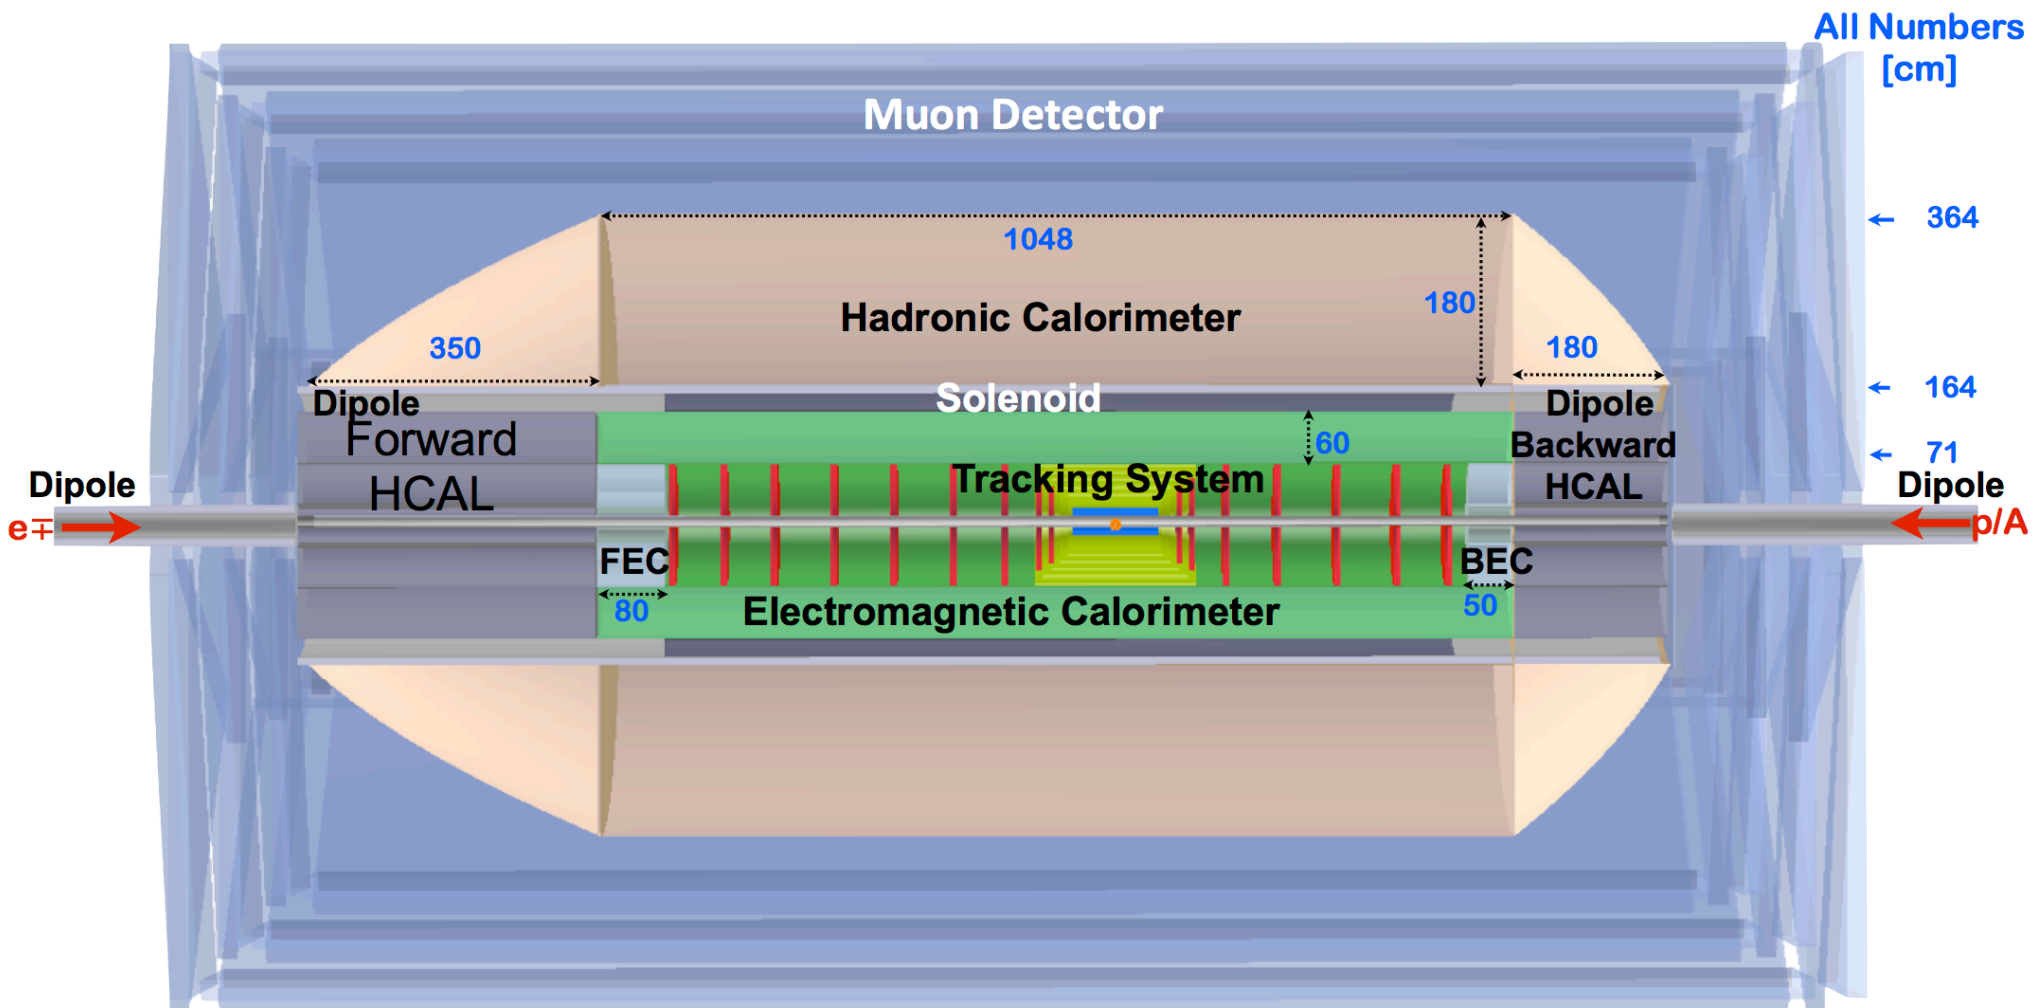 All Numbers
[cm]
Muon Detector
364
1048
Hadronic Calorimeter
180
350
180
164
Dipole
Solenoid
Dipole
Forward
60
Backward
71
HCAL
Tracking System
HCAL
Dipole
Dipole
e∓
p/A
FEC
BEC
80
Electromagnetic Calorimeter
50